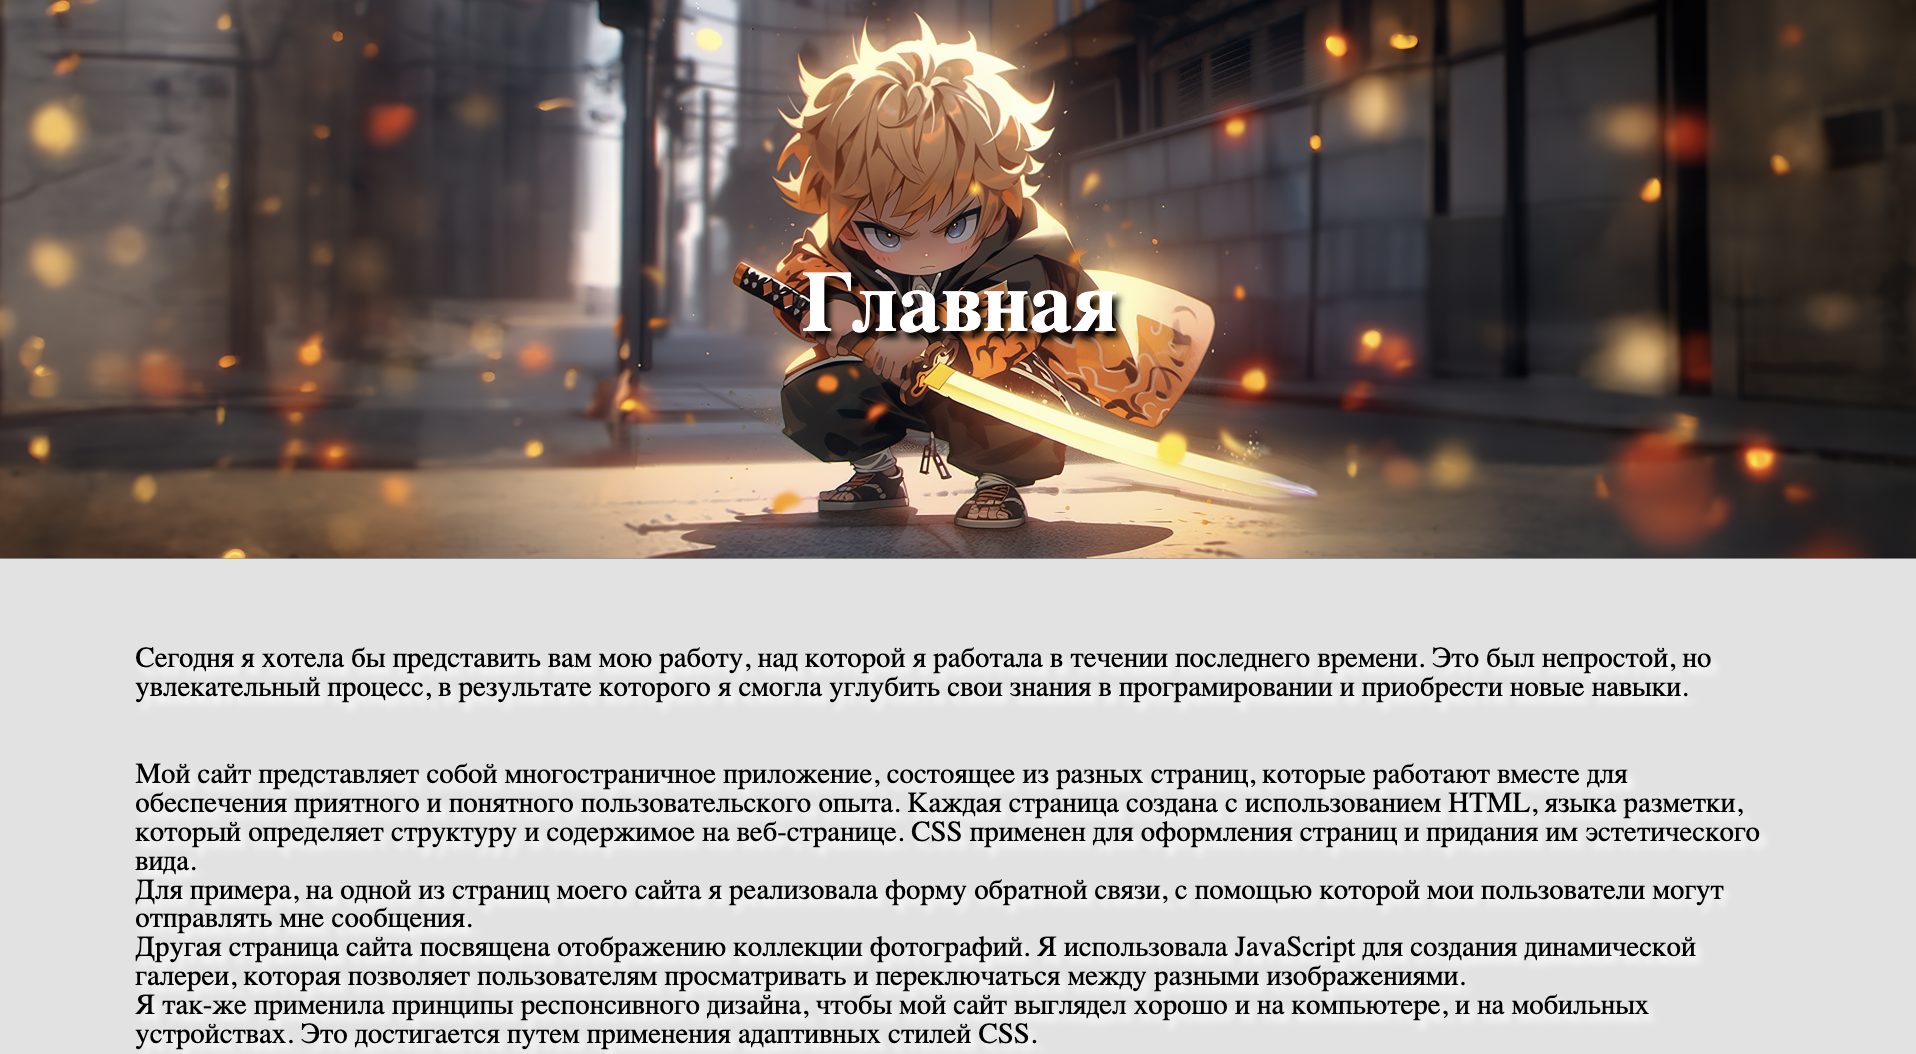 Главная
Сегодня я хотела бы представить вам мою работу, над которой я работала в течении последнего времени. Это был непростой, но
увлекательный процесс, в результате которого я смогла углубить свои знания в програмировании и приобрести новые навыки.
Мой сайт представляет собой многостраничное приложение, состоящее из разных страниц, которые работают вместе для
обеспечения приятного и понятного пользовательского опыта. Каждая страница создана с использованием HTML, языка разметки,
который определяет структуру и содержимое на веб-странице. CSS применен для оформления страниц и придания им эстетического
вида.
Для примера, на одной из страниц моего сайта я реализовала форму обратной связи, с помощью которой мои пользователи могут
отправлять мне сообщения.
Другая страница сайта посвящена отображению коллекции фотографий. Я использовала JavaScript для создания динамической
галереи, которая позволяет пользователям просматривать и переключаться между разными изображениями.
Я так-же применила принципы респонсивного дизайна, чтобы мой сайт выглядел хорошо и на компьютере, и на мобильных
устройствах. Это достигается путем применения адаптивных стилей CSS.